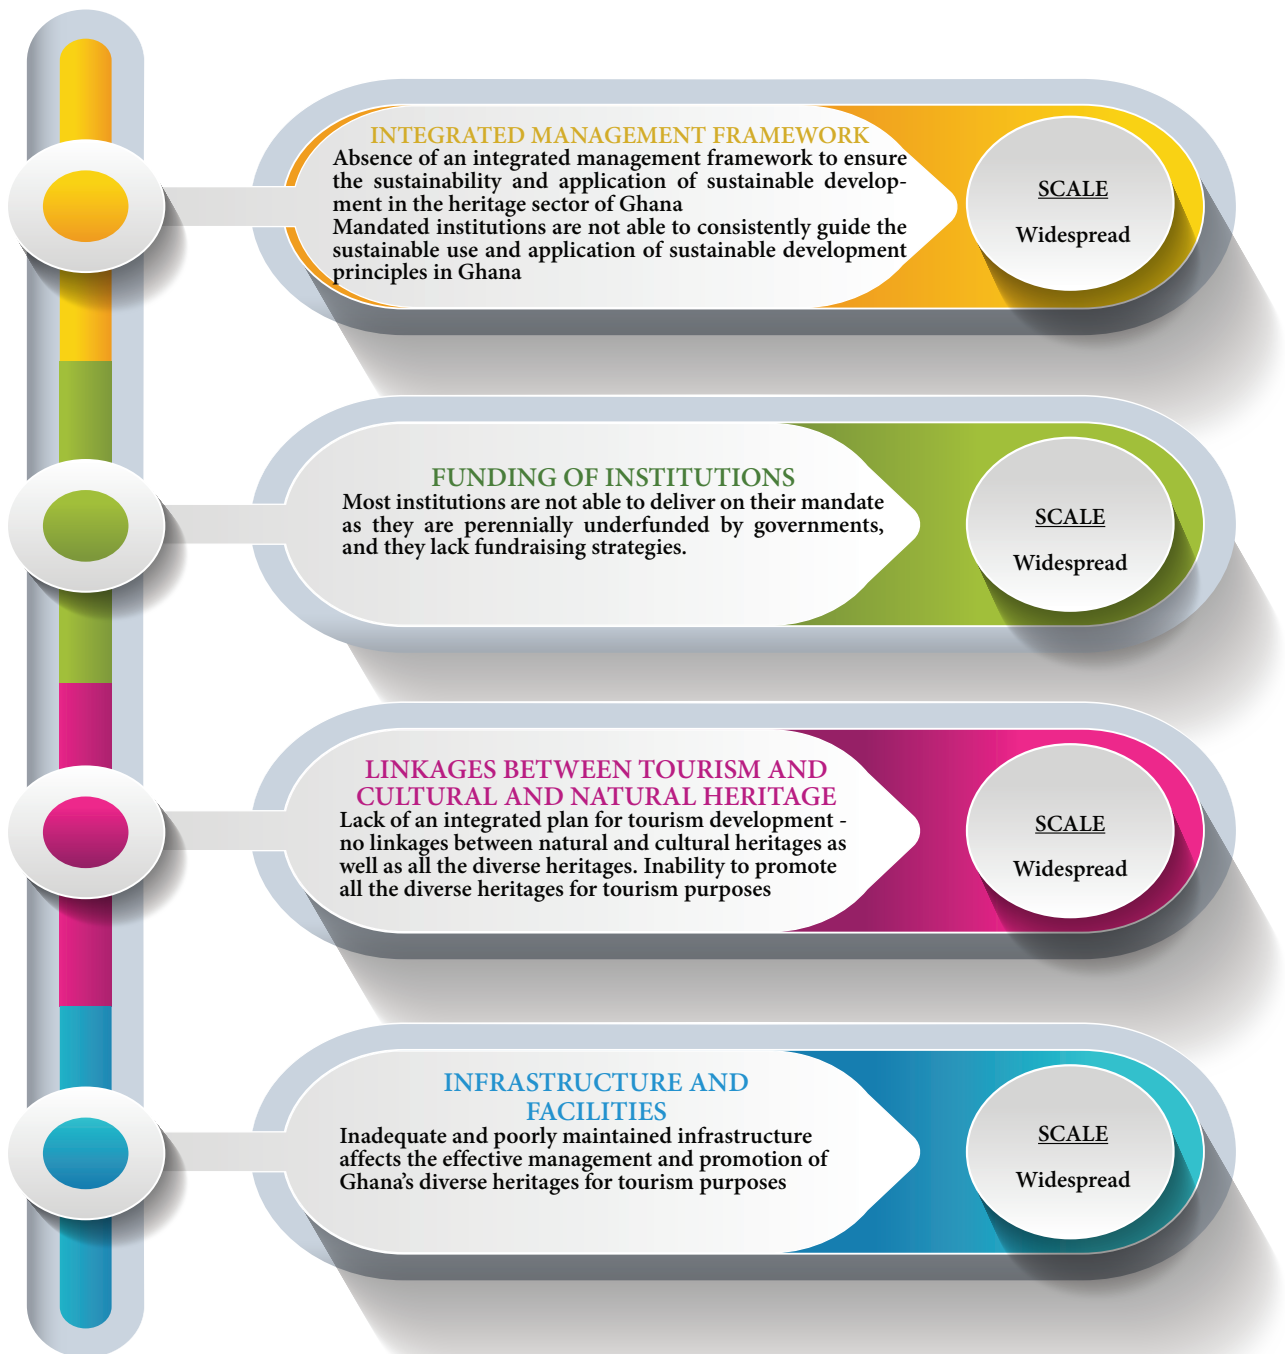 INTEGRATED MANAGEMENT FRAMEWORK
Absence of an integrated management framework to ensure
the sustainability and application of sustainable develop-
ment in the heritage sector of Ghana
Mandated institutions are not able to consistently guide the
sustainable use and application of sustainable development
principles in Ghana
SCALE
Widespread
FUNDING OF INSTITUTIONS
Most institutions are not able to deliver on their mandate
as they are perennially underfunded by governments,
and they lack fundraising strategies.
SCALE
Widespread
LINKAGES BETWEEN TOURISM AND
CULTURAL AND NATURAL HERITAGE
Lack of an integrated plan for tourism development -
no linkages between natural and cultural heritages as
well as all the diverse heritages. Inability to promote
all the diverse heritages for tourism purposes
SCALE
Widespread
INFRASTRUCTURE AND
FACILITIES
Inadequate and poorly maintained infrastructure
affects the effective management and promotion of
Ghana’s diverse heritages for tourism purposes
SCALE
Widespread